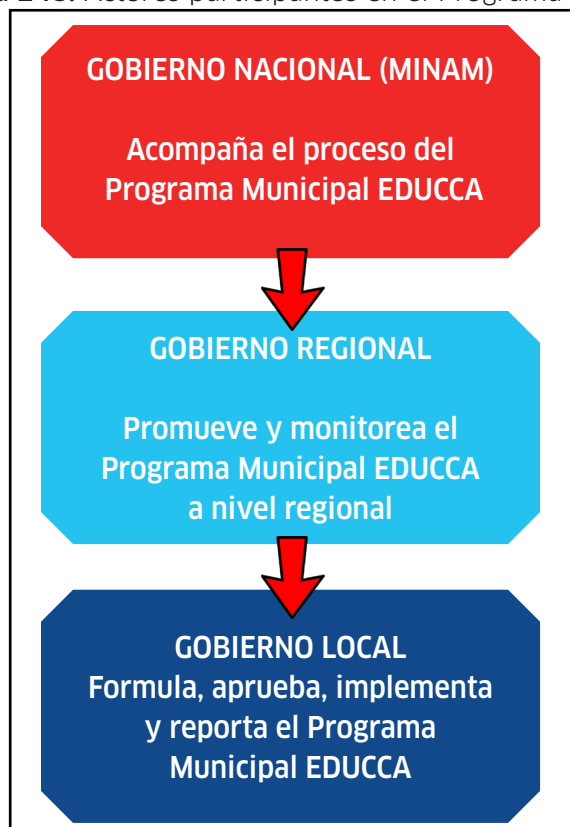 Actores participantes en el Programa
GOBIERNO NACIONAL (MINAM)
Acompaña el proceso del
Programa Municipal EDUCCA
GOBIERNO REGIONAL
Promueve y monitorea el
Programa Municipal EDUCCA
a nivel regional
GOBIERNO LOCAL
Formula, aprueba, implementa
y reporta el Programa
Municipal EDUCCA